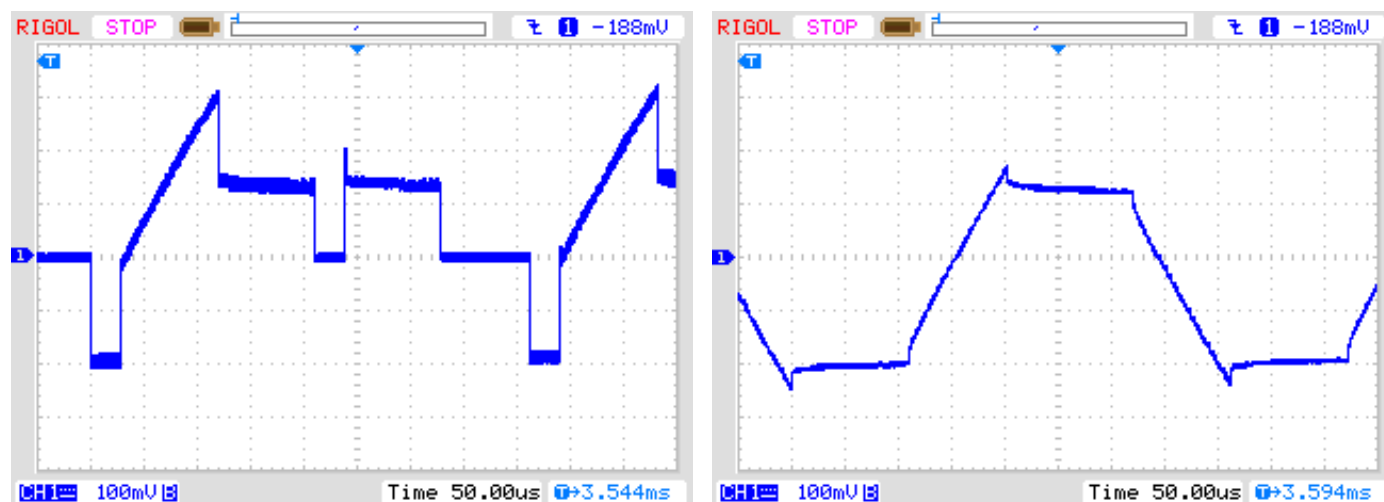 RIGOL STOP T 1 -188mV
T
1
CH1 100mV B Time 50.00us T→3.544ms
RIGOL STOP T 1 -188mV
T
1
CH1 100mV B Time 50.00us T→3.594ms